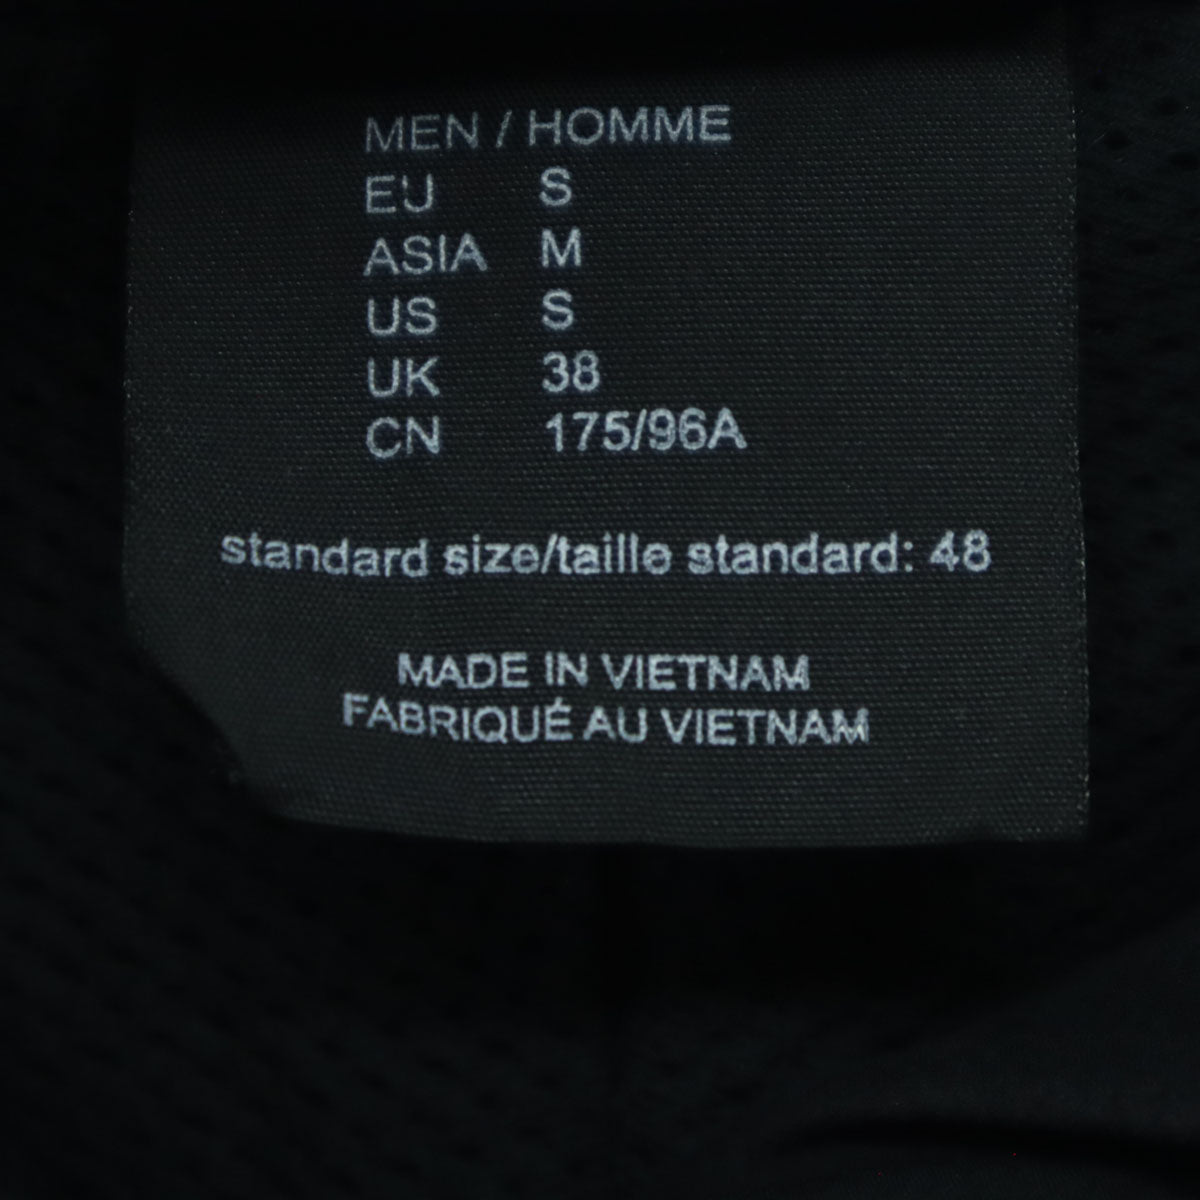 MEN / HOMME
EU S
ASIA M
US S
UK 38
CN 175/96A
standard size/taille standard: 48
MADE IN VIETNAM
FABRIQUÉ AU VIETNAM